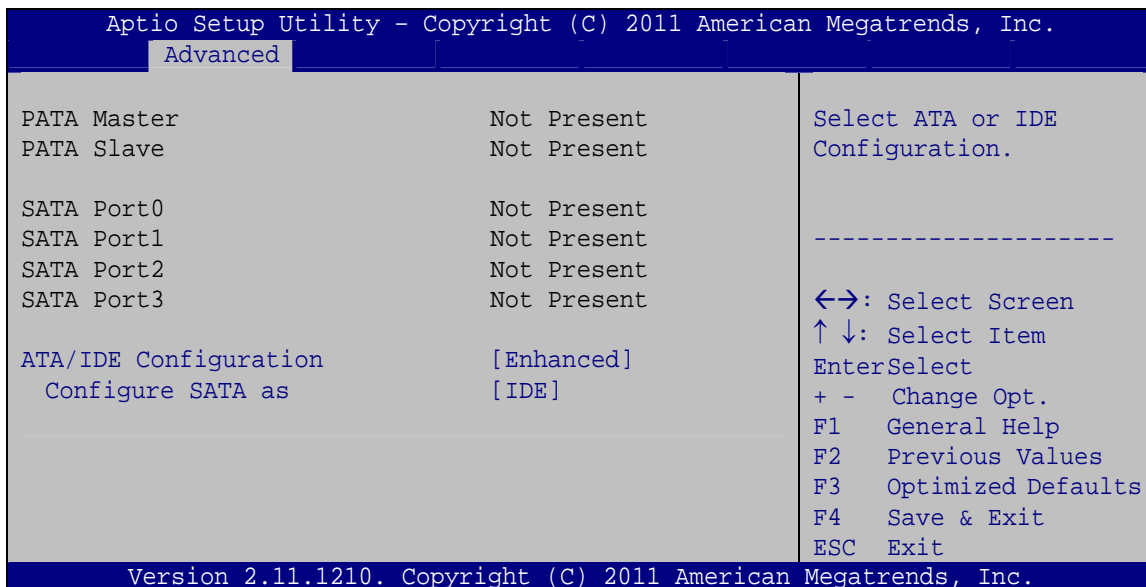 Aptio Setup Utility – Copyright (C) 2011 American Megatrends, Inc.
Advanced
PATA Master Not Present
PATA Slave Not Present
SATA Port0 Not Present
SATA Port1 Not Present
SATA Port2 Not Present
SATA Port3 Not Present
ATA/IDE Configuration [Enhanced]
Configure SATA as [IDE]
Select ATA or IDE
Configuration.
---------------------
←→: Select Screen
↑ ↓: Select Item
EnterSelect
+ - Change Opt.
F1 General Help
F2 Previous Values
F3 Optimized Defaults
F4 Save & Exit
ESC Exit
Version 2.11.1210. Copyright (C) 2011 American Megatrends, Inc.